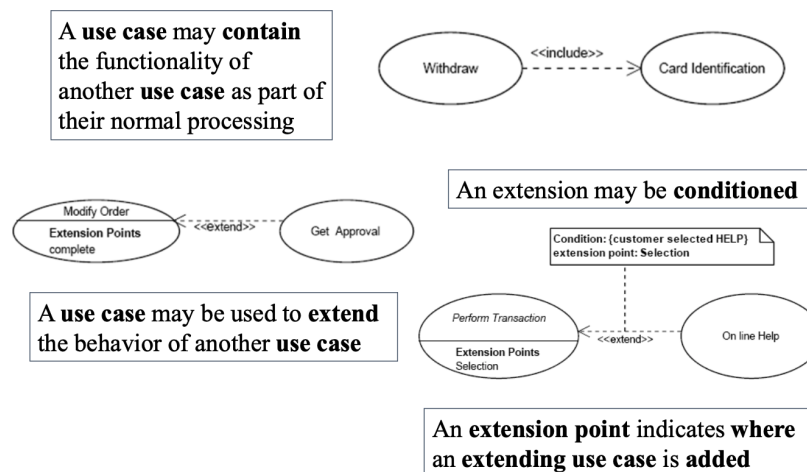 A use case may contain
the functionality of
another use case as part of
their normal processing
Withdraw
<<include>>
Card Identification
Modify Order
Extension Points
complete
<<extend>>
Get Approval
A use case may be used to extend
the behavior of another use case
An extension may be conditioned
Condition: {customer selected HELP}
extension point: Selection
Perform Transaction
Extension Points
Selection
<<extend>>
On line Help
An extension point indicates where
an extending use case is added